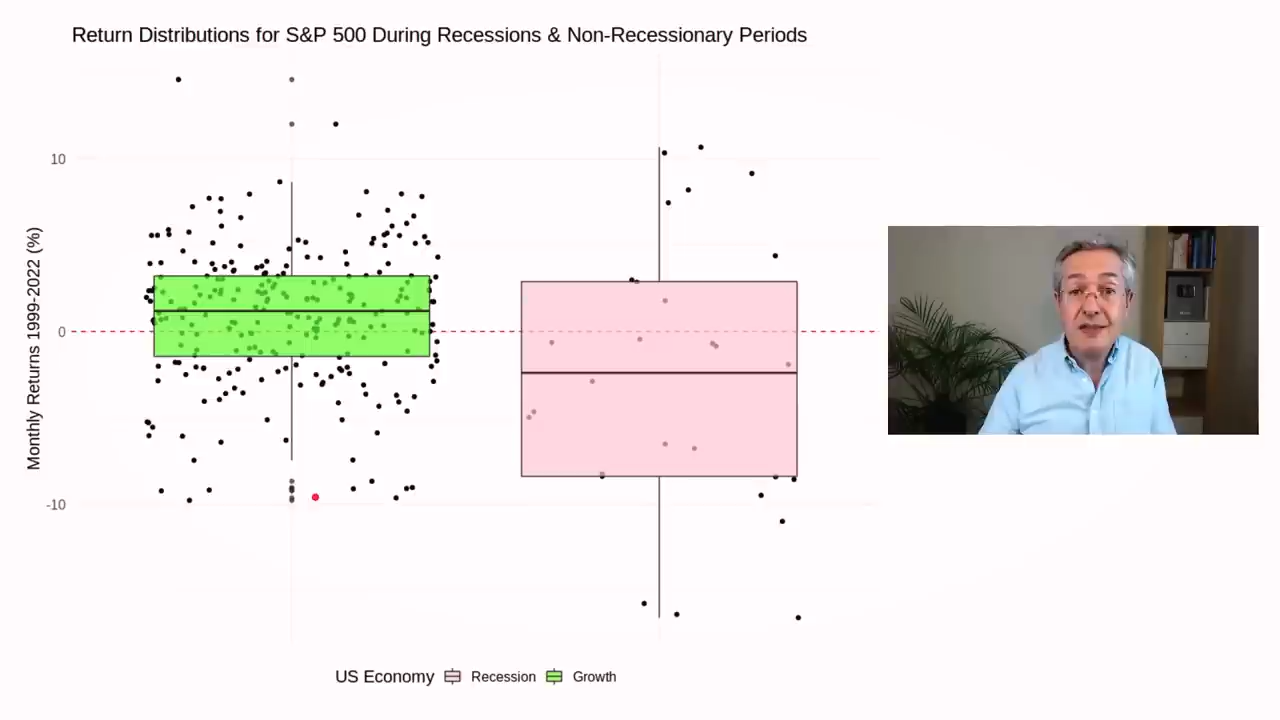 Return Distributions for S&P 500 During Recessions & Non-Recessionary Periods
10
0
-10
Monthly Returns 1999-2022 (%)
US Economy Recession Growth